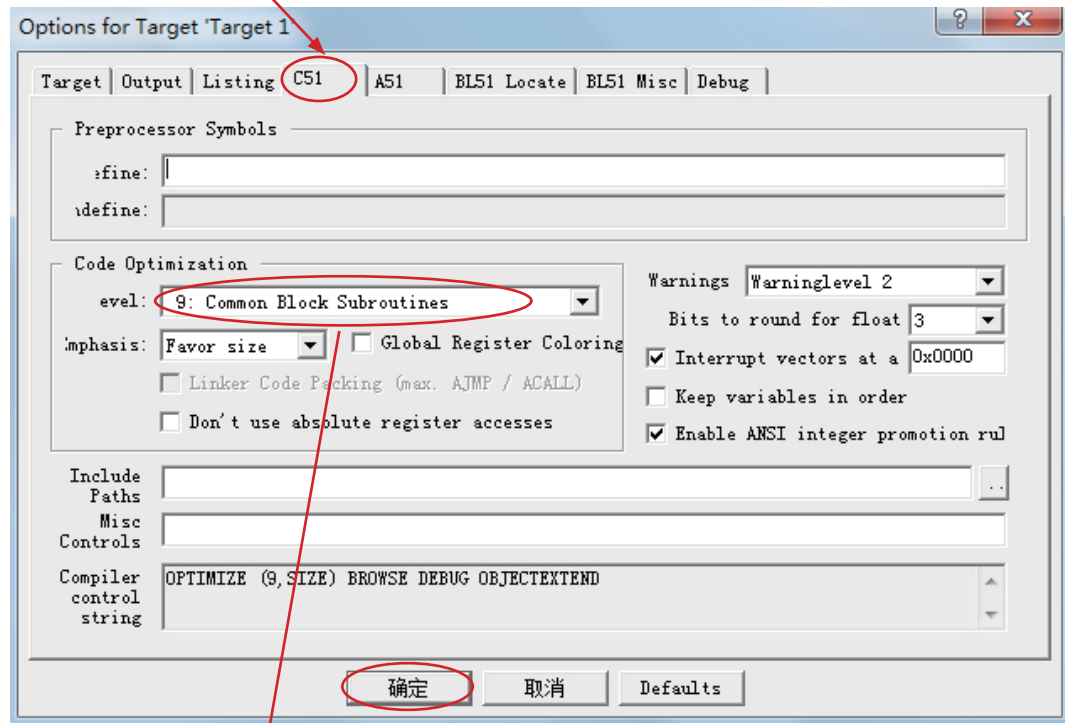 Options for Target 'Target 1'
Target Output Listing C51 A51 BL51 Locate BL51 Misc Debug
Preprocessor Symbols
efine:
define:
Code Optimization
evel: 9: Common Block Subroutines
mphasis: Favor size Global Register Coloring
Linker Code Packing (max. AJMP / ACALL)
Don't use absolute register accesses
Warnings Warninglevel 2
Bits to round for float 3
Interrupt vectors at a 0x0000
Keep variables in order
Enable ANSI integer promotion rul
Include
Paths
..
Misc
Controls
Compiler
control
string
OPTIMIZE (9,SIZE) BROWSE DEBUG OBJECTEXTEND
确定 取消 Defaults